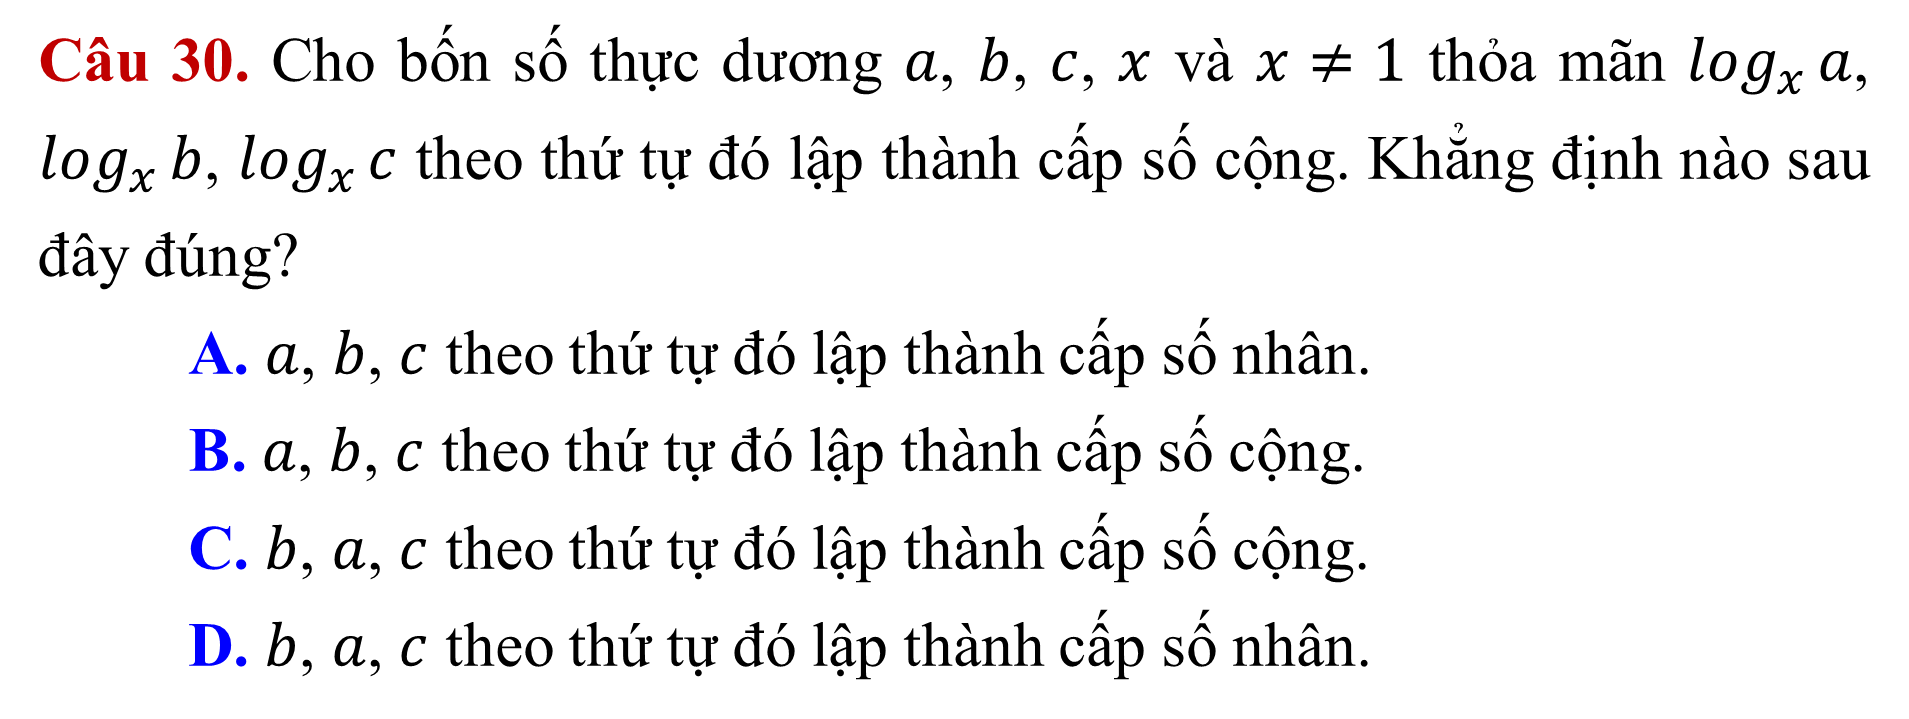 Câu 30. Cho bốn số thực dương a, b, c, x và x ≠ 1 thỏa mãn logₓ a,
logₓ b, logₓ c theo thứ tự đó lập thành cấp số cộng. Khẳng định nào sau
đây đúng?
A. a, b, c theo thứ tự đó lập thành cấp số nhân.
B. a, b, c theo thứ tự đó lập thành cấp số cộng.
C. b, a, c theo thứ tự đó lập thành cấp số cộng.
D. b, a, c theo thứ tự đó lập thành cấp số nhân.